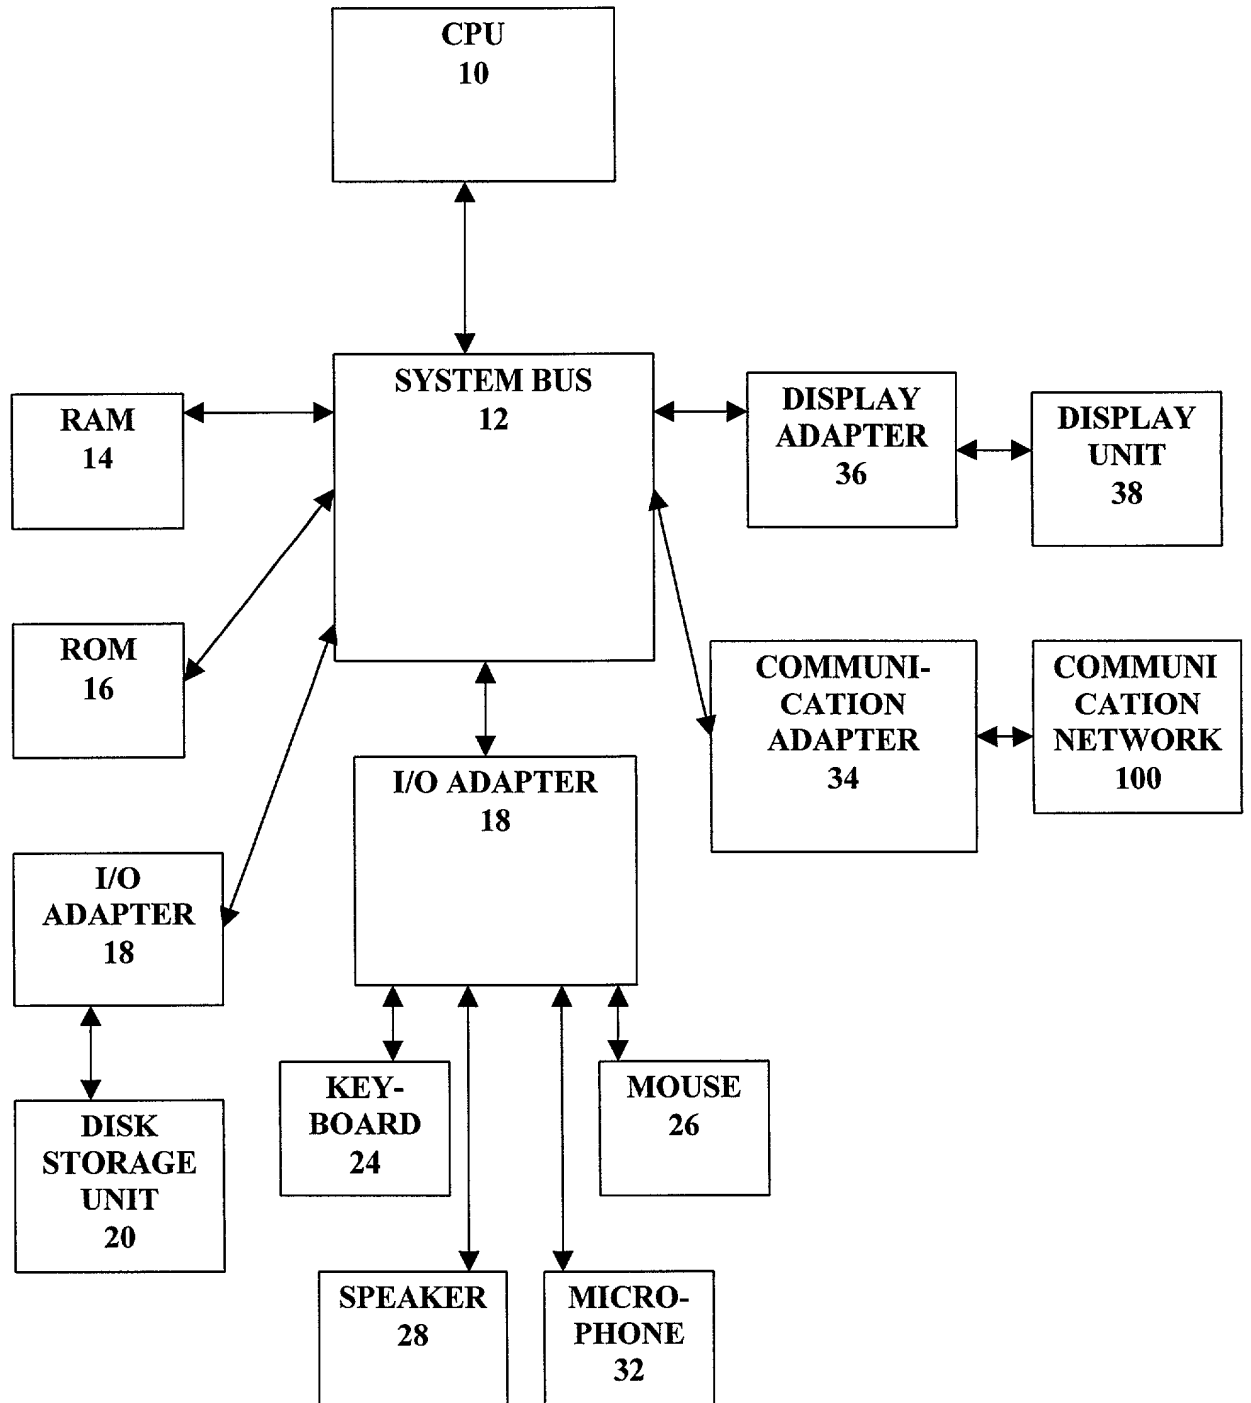 CPU
10
SYSTEM BUS
12
RAM
14
DISPLAY
ADAPTER
36
DISPLAY
UNIT
38
ROM
16
COMMUNI-
CATION
ADAPTER
34
COMMUNI
CATION
NETWORK
100
I/O ADAPTER
18
I/O
ADAPTER
18
KEY-
BOARD
24
MOUSE
26
DISK
STORAGE
UNIT
20
SPEAKER
28
MICRO-
PHONE
32